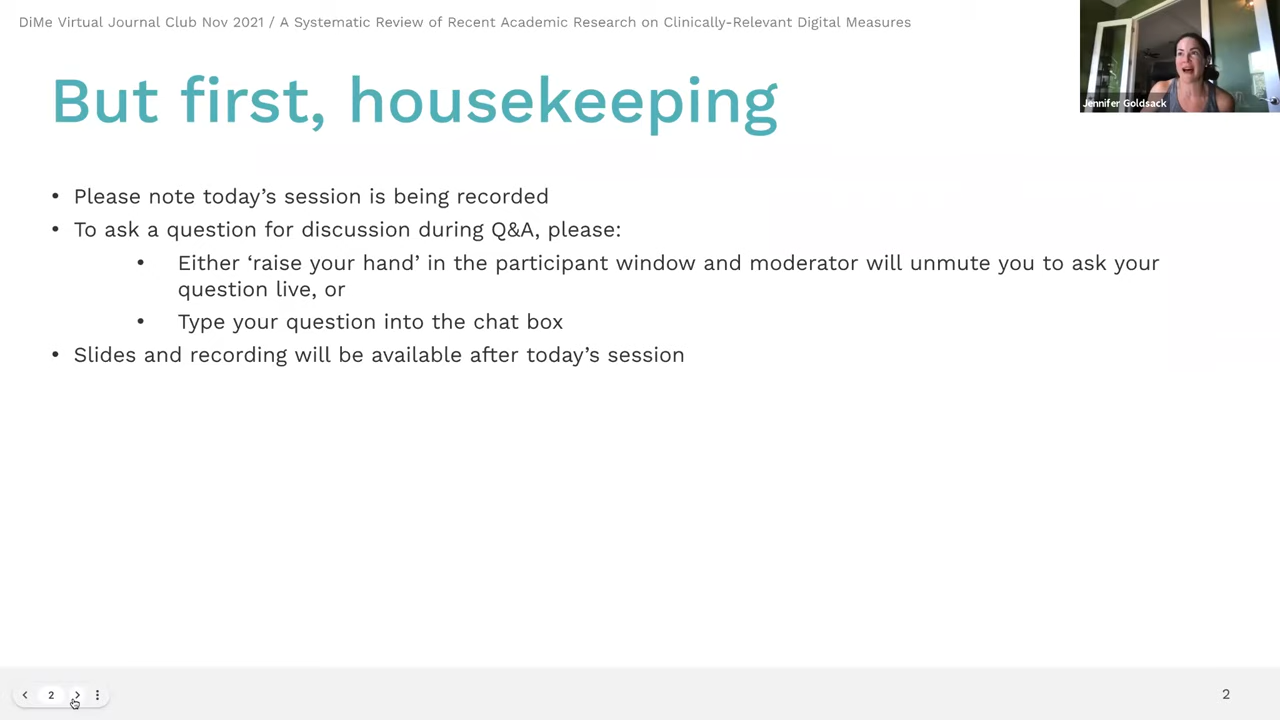 DiMe Virtual Journal Club Nov 2021 / A Systematic Review of Recent Academic Research on Clinically-Relevant Digital Measures
Jennifer Goldsack
But first, housekeeping
• Please note today’s session is being recorded
• To ask a question for discussion during Q&A, please:
• Either ‘raise your hand’ in the participant window and moderator will unmute you to ask your
question live, or
• Type your question into the chat box
• Slides and recording will be available after today’s session
2
2